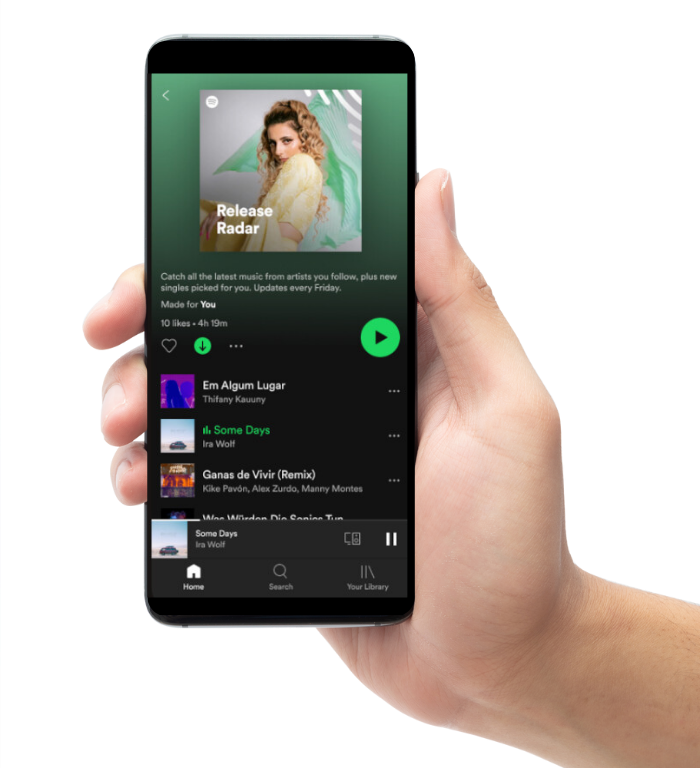 Release
Radar
Catch all the latest music from artists you follow, plus new
singles picked for you. Updates every Friday.
Made for You
10 likes • 4h 19m
Em Algum Lugar
Thifany Kauuny
Some Days
Ira Wolf
Ganas de Vivir (Remix)
Kike Pavón, Alex Zurdo, Manny Montes
Was Würden Die Sonics Tun
Some Days
Ira Wolf
Home
Search
Your Library